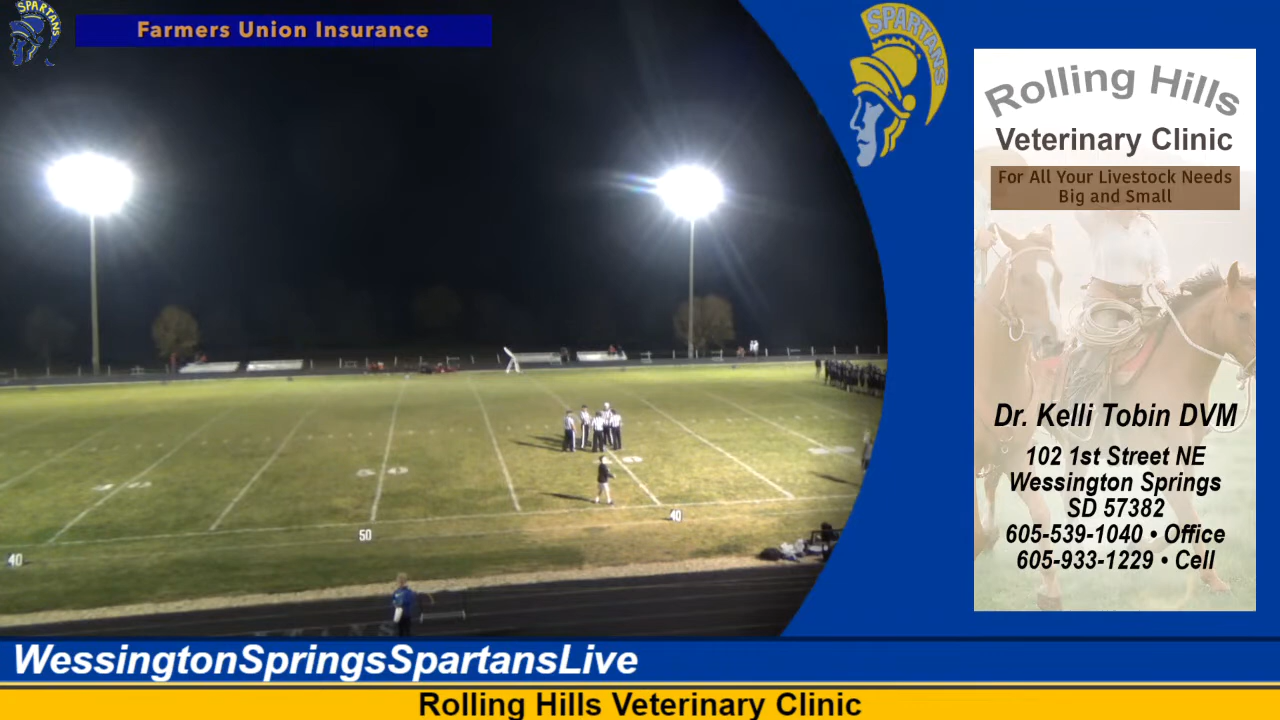 SPARTANS
Farmers Union Insurance
SPARTANS
Rolling Hills
Veterinary Clinic
For All Your Livestock Needs
Big and Small
Dr. Kelli Tobin DVM
102 1st Street NE
Wessington Springs
SD 57382
605-539-1040 • Office
605-933-1229 • Cell
40
50
40
WessingtonSpringsSpartansLive
Rolling Hills Veterinary Clinic